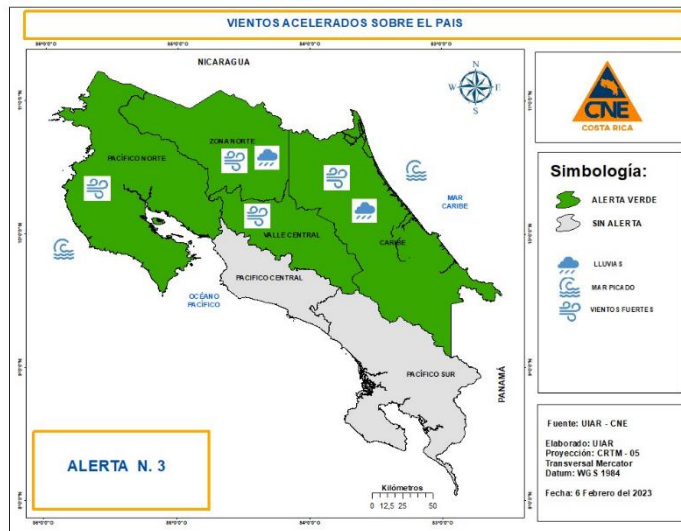 VIENTOS ACELERADOS SOBRE EL PAIS
NICARAGUA
N
W E
S
CNE
COSTA RICA
ZONA NORTE
PACÍFICO NORTE
MAR
CARIBE
VALLE CENTRAL
CARIBE
PACIFICO CENTRAL
OCÉANO
PACÍFICO
PACÍFICO SUR
PANAMÁ
Simbología:
ALERTA VERDE
SIN ALERTA
LLUVIAS
MAR PICADO
VIENTOS FUERTES
ALERTA N. 3
Kilómetros
0 12,5 25 50
Fuente: UIAR - CNE
Elaborado: UIAR
Proyección: CRTM - 05
Transversal Mercator
Datum: WGS 1984
Fecha: 6 Febrero del 2023